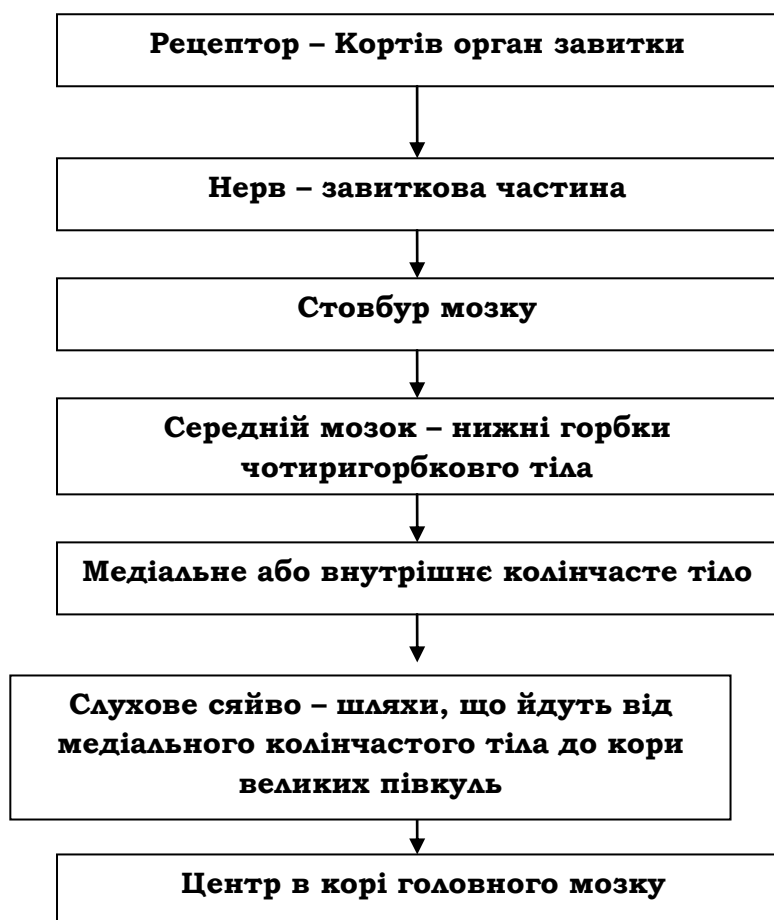 Рецептор – Кортів орган завитки
Нерв – завиткова частина
Стовбур мозку
Середній мозок – нижні горбки
чотиригорбковго тіла
Медіальне або внутрішнє колінчасте тіло
Слухове сяйво – шляхи, що йдуть від
медіального колінчастого тіла до кори
великих півкуль
Центр в корі головного мозку